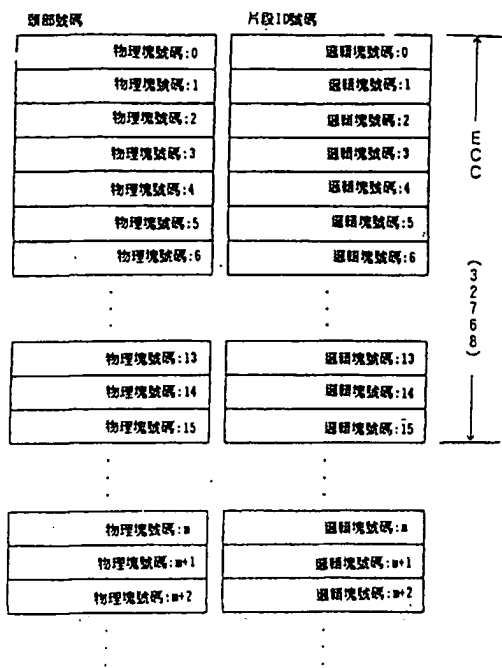 頭部號碼 片段ID號碼
物理塊號碼:0 邏輯塊號碼:0
物理塊號碼:1 邏輯塊號碼:1
物理塊號碼:2 邏輯塊號碼:2
物理塊號碼:3 邏輯塊號碼:3
物理塊號碼:4 邏輯塊號碼:4
物理塊號碼:5 邏輯塊號碼:5
物理塊號碼:6 邏輯塊號碼:6
物理塊號碼:13 邏輯塊號碼:13
物理塊號碼:14 邏輯塊號碼:14
物理塊號碼:15 邏輯塊號碼:15
物理塊號碼:m 邏輯塊號碼:m
物理塊號碼:m+1 邏輯塊號碼:m+1
物理塊號碼:m+2 邏輯塊號碼:m+2
ECC
(32768)